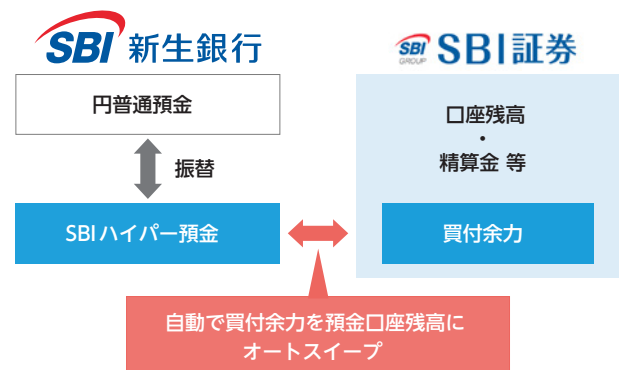 SBI 新生銀行
SBI GROUP SBI証券
円普通預金
口座残高
・
精算金 等
振替
SBIハイパー預金
買付余力
自動で買付余力を預金口座残高に
オートスイープ